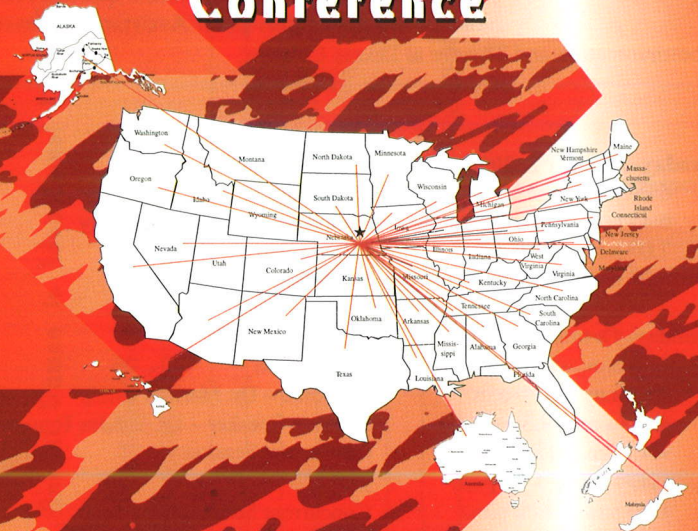 Conference
ALASKA
Washington
Montana
North Dakota
Minnesota
New Hampshire
Vermont
Maine
Oregon
Idaho
Wyoming
South Dakota
Wisconsin
Michigan
New York
Massa-
chusetts
Rhode
Island
Connecticut
Nebraska
Iowa
Pennsylvania
New Jersey
Delaware
Maryland
Nevada
Utah
Colorado
Kansas
Missouri
Illinois
Indiana
Ohio
West
Virginia
Virginia
Kentucky
North Carolina
Tennessee
South
Carolina
New Mexico
Oklahoma
Arkansas
Missis-
sippi
Alabama
Georgia
Texas
Louisiana
Florida
Australia
Malaysia